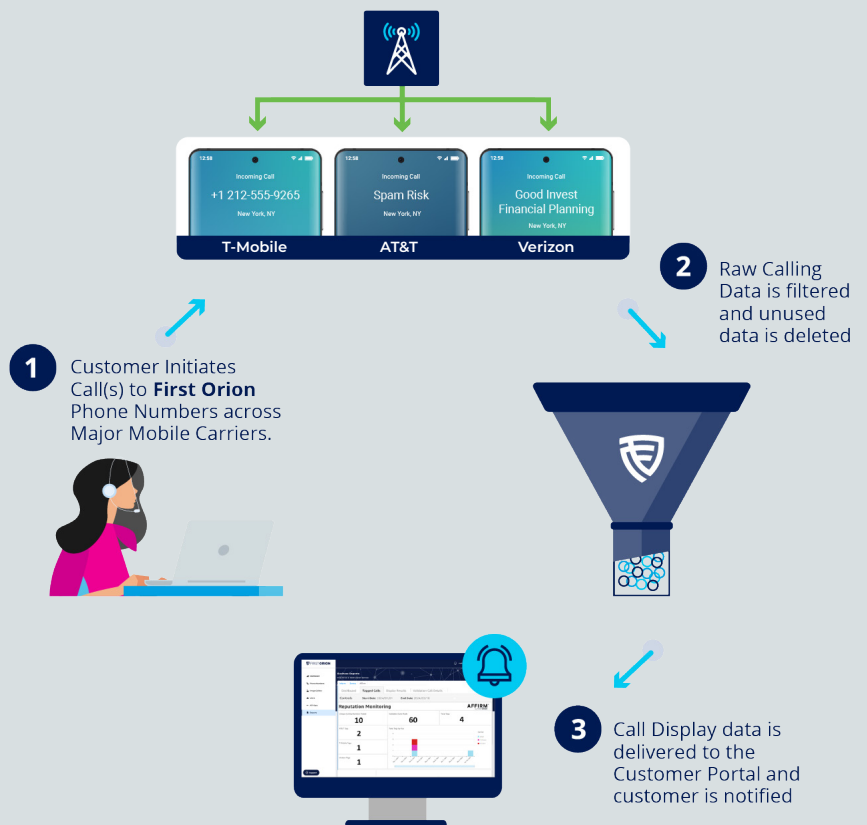 12:58
Incoming Call
+1 212-555-9265
New York, NY
T-Mobile
12:58
Incoming Call
Spam Risk
New York, NY
AT&T
12:58
Incoming Call
Good Invest
Financial Planning
New York, NY
Verizon
1
Customer Initiates
Call(s) to First Orion
Phone Numbers across
Major Mobile Carriers.
2
Raw Calling
Data is filtered
and unused
data is deleted
FIRST ORION
Reputation Monitoring
AFFIRM
10
60
4
2
1
1
3
Call Display data is
delivered to the
Customer Portal and
customer is notified